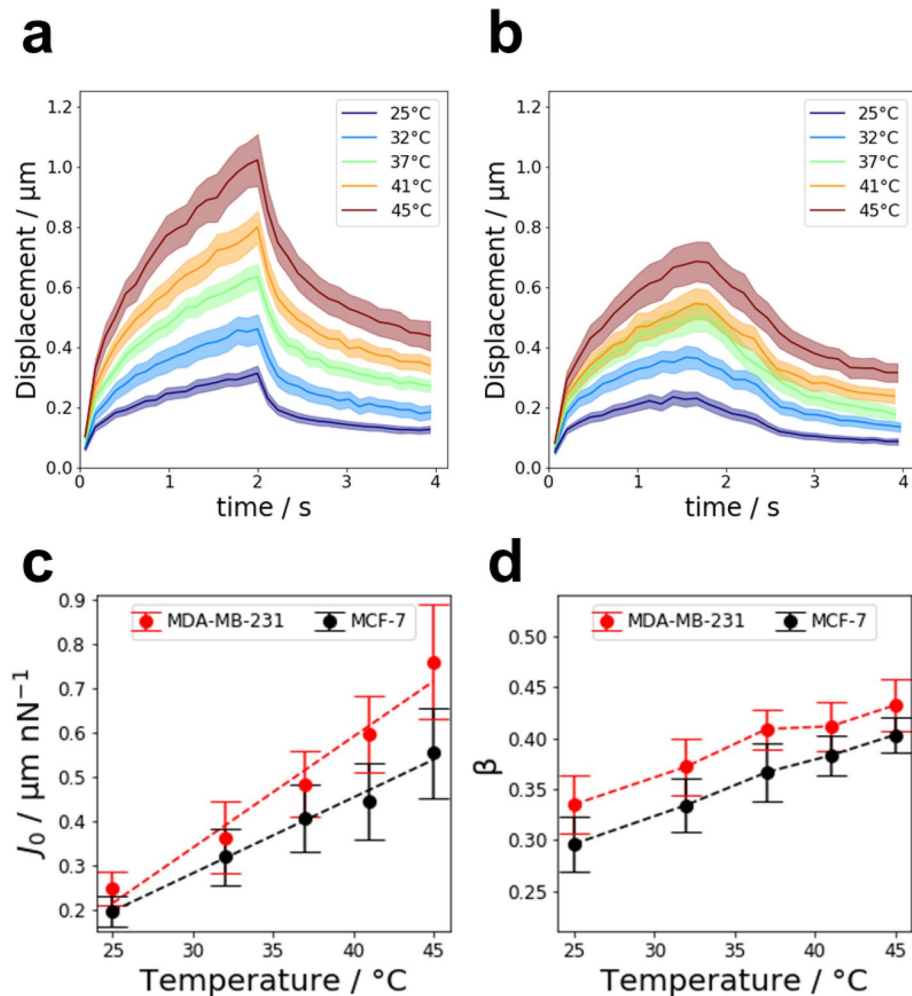 a
b
1.2
1.0
0.8
0.6
0.4
0.2
0.0
Displacement / μm
25°C
32°C
37°C
41°C
45°C
0
1
2
3
4
time / s
1.2
1.0
0.8
0.6
0.4
0.2
0.0
Displacement / μm
25°C
32°C
37°C
41°C
45°C
0
1
2
3
4
time / s
c
d
0.9
0.8
0.7
0.6
0.5
0.4
0.3
0.2
J₀ / μm nN⁻¹
MDA-MB-231
MCF-7
25
30
35
40
45
Temperature / °C
0.50
0.45
0.40
0.35
0.30
0.25
β
MDA-MB-231
MCF-7
25
30
35
40
45
Temperature / °C